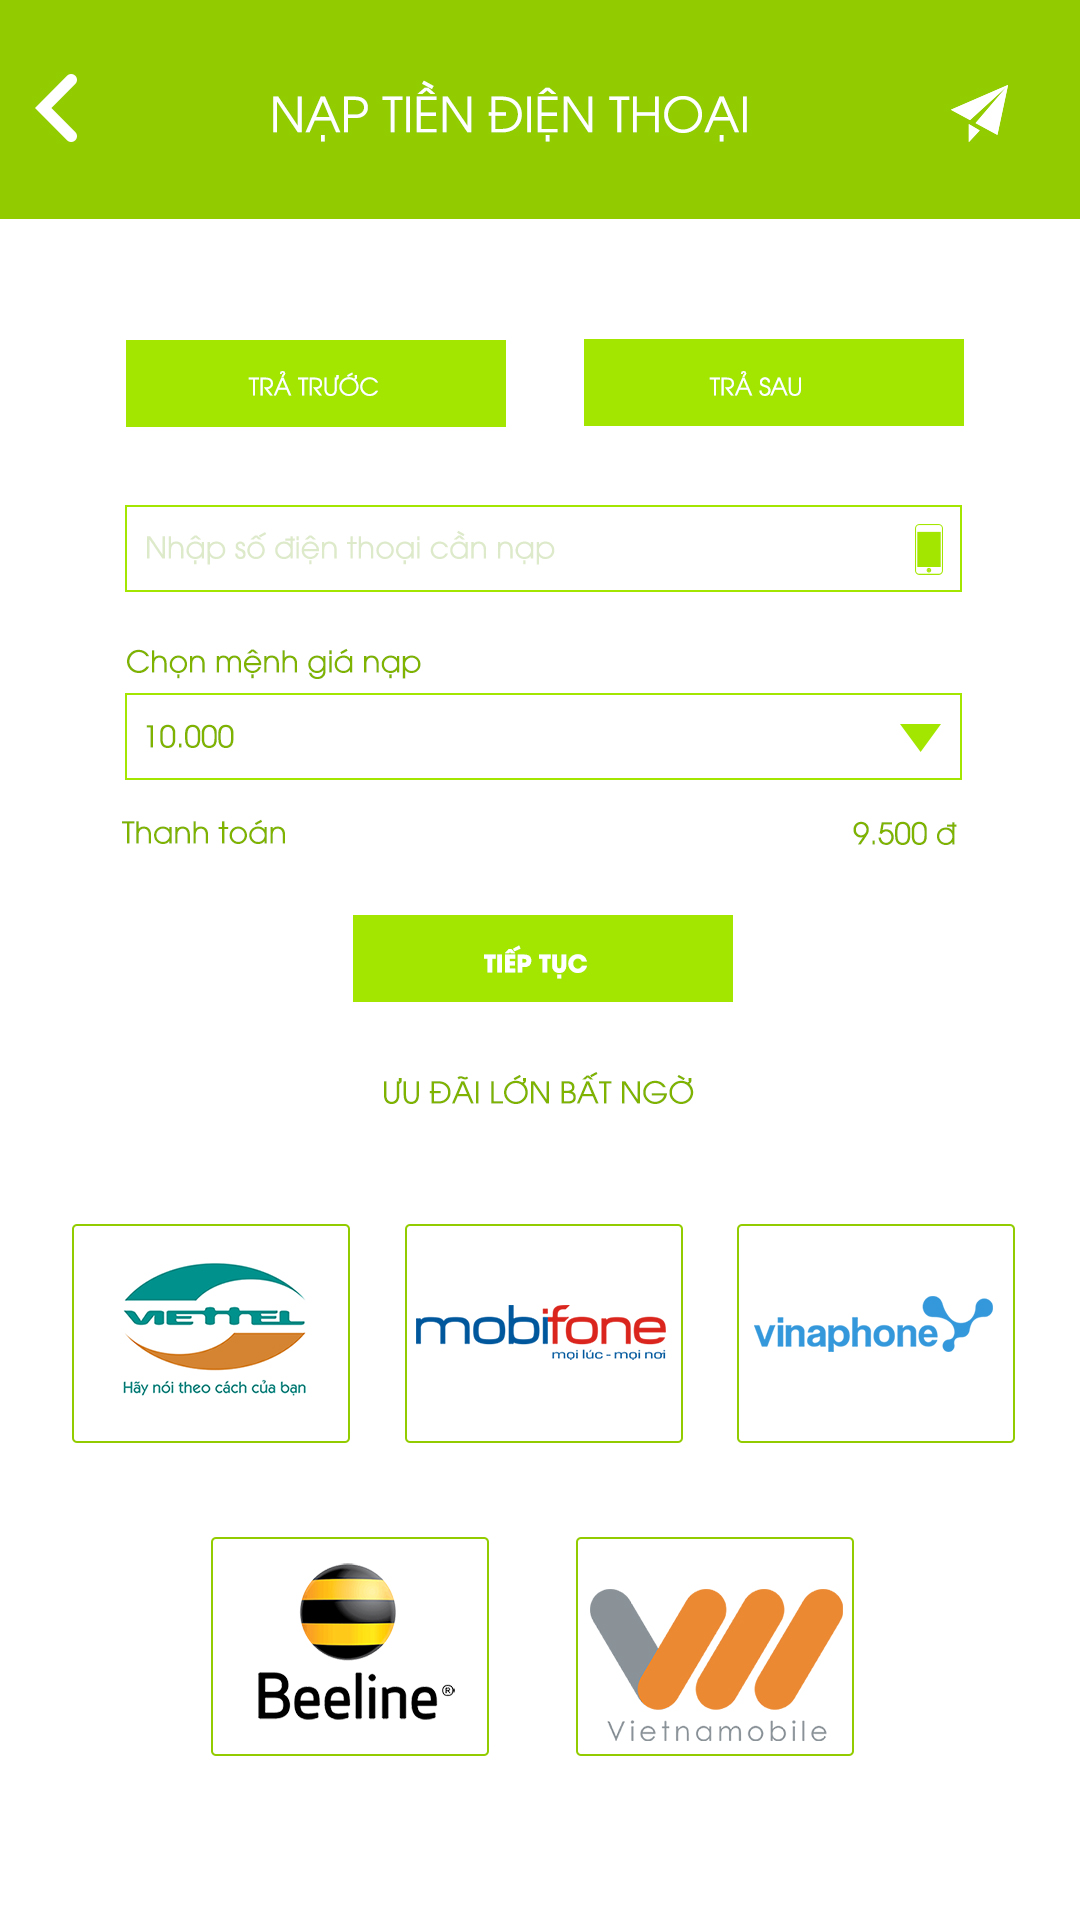 NẠP TIỀN ĐIỆN THOẠI
TRẢ TRƯỚC
TRẢ SAU
Nhập số điện thoại cần nạp
Chọn mệnh giá nạp
10.000
Thanh toán
9.500 đ
TIẾP TỤC
ƯU ĐÃI LỚN BẤT NGỜ
VIETTEL
Hãy nói theo cách của bạn
mobifone
mọi lúc - mọi nơi
vinaphone
Beeline®
Vietnamobile